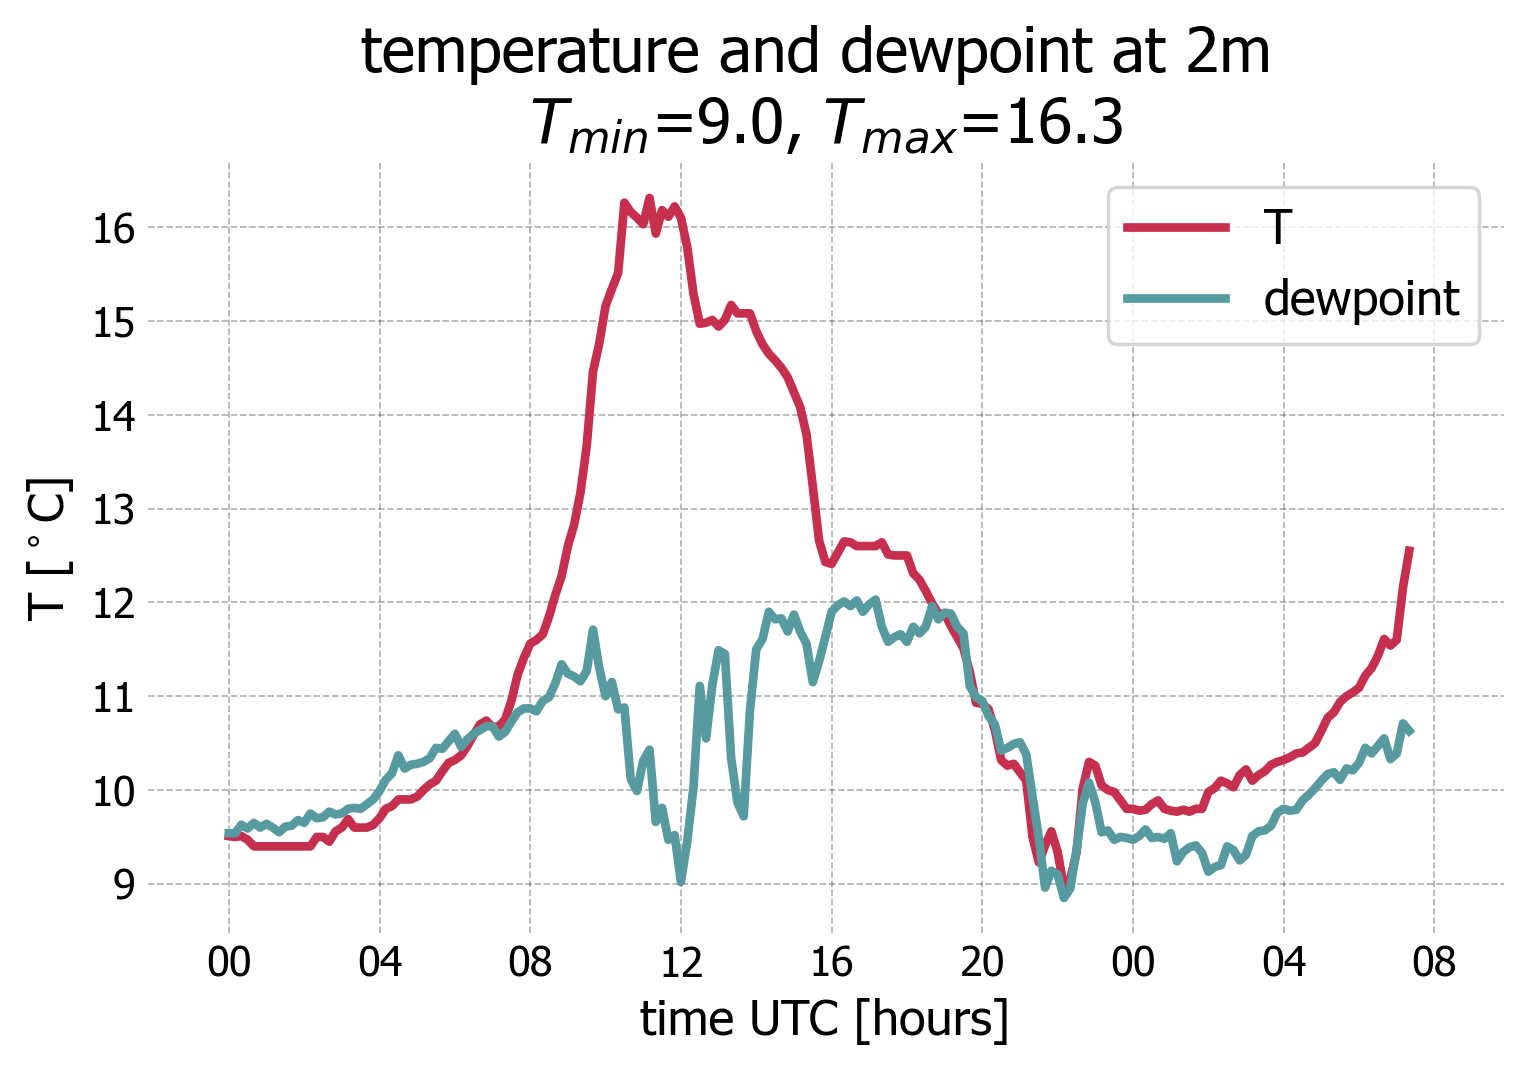 temperature and dewpoint at 2m
T_min=9.0, T_max=16.3
T
dewpoint
T [°C]
16
15
14
13
12
11
10
9
00 04 08 12 16 20 00 04 08
time UTC [hours]